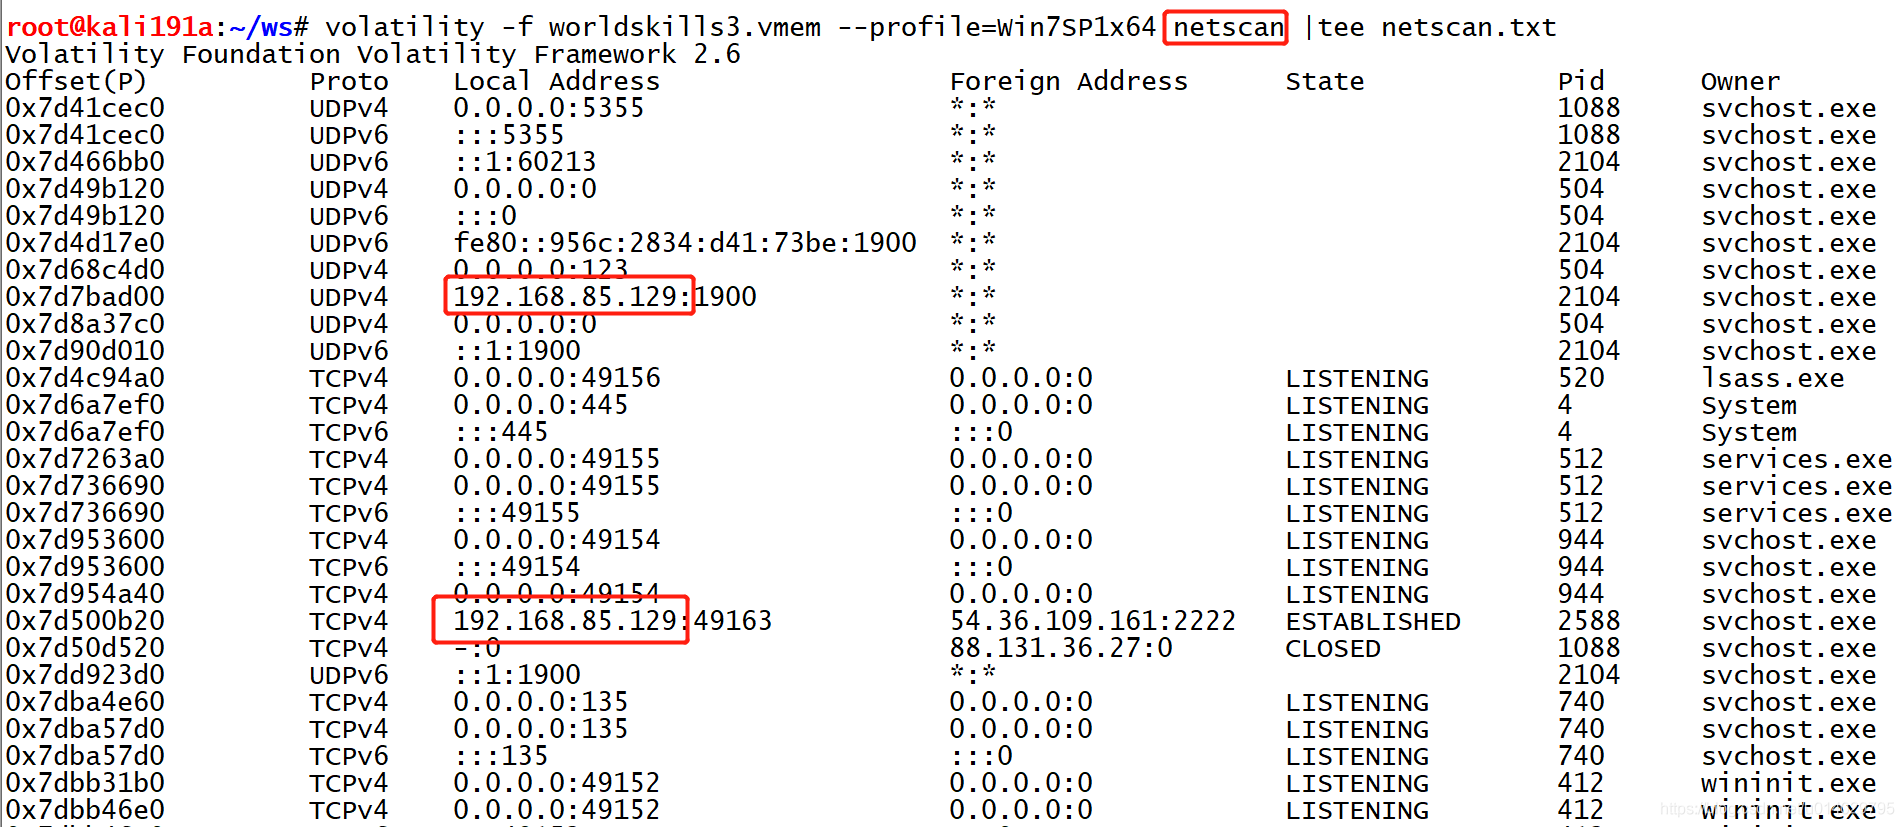 root@kali191a:~/ws# volatility -f worldskills3.vmem --profile=Win7SP1x64 netscan |tee netscan.txt
Volatility Foundation Volatility Framework 2.6
Offset(P) Proto Local Address Foreign Address State Pid Owner
0x7d41cec0 UDPv4 0.0.0.0:5355 *:* 1088 svchost.exe
0x7d41cec0 UDPv6 :::5355 *:* 1088 svchost.exe
0x7d466bb0 UDPv6 ::1:60213 *:* 2104 svchost.exe
0x7d49b120 UDPv4 0.0.0.0:0 *:* 504 svchost.exe
0x7d49b120 UDPv6 :::0 *:* 504 svchost.exe
0x7d4d17e0 UDPv6 fe80::956c:2834:d41:73be:1900 *:* 2104 svchost.exe
0x7d68c4d0 UDPv4 0.0.0.0:123 *:* 504 svchost.exe
0x7d7bad00 UDPv4 192.168.85.129:1900 *:* 2104 svchost.exe
0x7d8a37c0 UDPv4 0.0.0.0:0 *:* 504 svchost.exe
0x7d90d010 UDPv6 ::1:1900 *:* 2104 svchost.exe
0x7d4c94a0 TCPv4 0.0.0.0:49156 0.0.0.0:0 LISTENING 520 lsass.exe
0x7d6a7ef0 TCPv4 0.0.0.0:445 0.0.0.0:0 LISTENING 4 System
0x7d6a7ef0 TCPv6 :::445 :::0 LISTENING 4 System
0x7d7263a0 TCPv4 0.0.0.0:49155 0.0.0.0:0 LISTENING 512 services.exe
0x7d736690 TCPv4 0.0.0.0:49155 0.0.0.0:0 LISTENING 512 services.exe
0x7d736690 TCPv6 :::49155 :::0 LISTENING 512 services.exe
0x7d953600 TCPv4 0.0.0.0:49154 0.0.0.0:0 LISTENING 944 svchost.exe
0x7d953600 TCPv6 :::49154 :::0 LISTENING 944 svchost.exe
0x7d954a40 TCPv4 0.0.0.0:49154 0.0.0.0:0 LISTENING 944 svchost.exe
0x7d500b20 TCPv4 192.168.85.129:49163 54.36.109.161:2222 ESTABLISHED 2588 svchost.exe
0x7d50d520 TCPv4 -:0 88.131.36.27:0 CLOSED 1088 svchost.exe
0x7dd923d0 UDPv6 ::1:1900 *:* 2104 svchost.exe
0x7dba4e60 TCPv4 0.0.0.0:135 0.0.0.0:0 LISTENING 740 svchost.exe
0x7dba57d0 TCPv4 0.0.0.0:135 0.0.0.0:0 LISTENING 740 svchost.exe
0x7dba57d0 TCPv6 :::135 :::0 LISTENING 740 svchost.exe
0x7dbb31b0 TCPv4 0.0.0.0:49152 0.0.0.0:0 LISTENING 412 wininit.exe
0x7dbb46e0 TCPv4 0.0.0.0:49152 0.0.0.0:0 LISTENING 412 wininit.exe